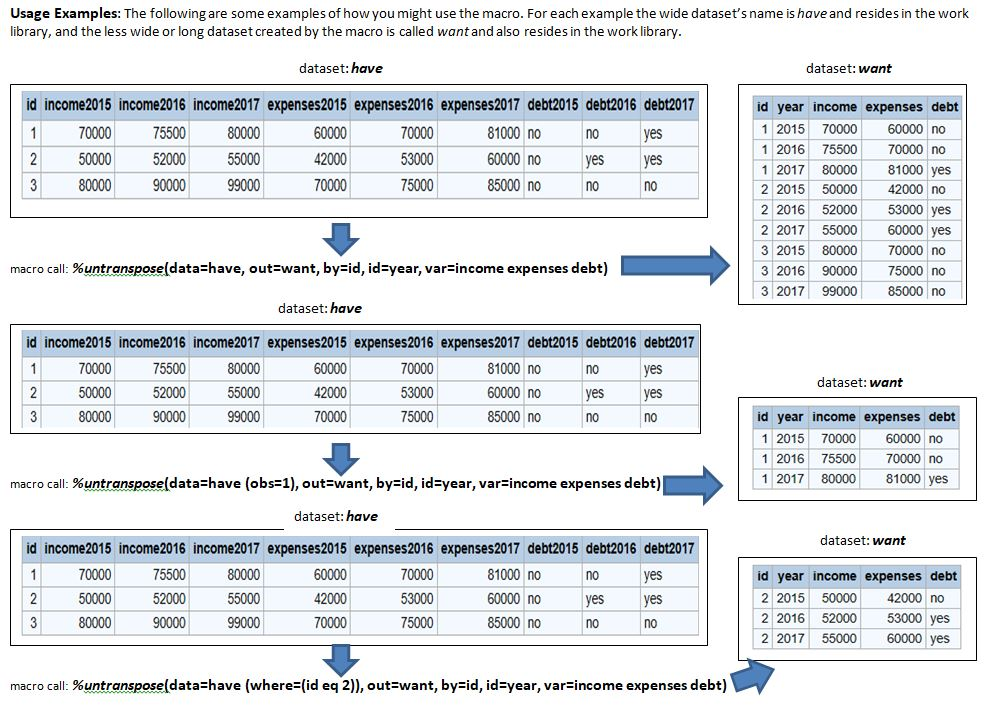 Usage Examples: The following are some examples of how you might use the macro. For each example the wide dataset's name is have and resides in the work
library, and the less wide or long dataset created by the macro is called want and also resides in the work library.
dataset: have
id income2015 income2016 income2017 expenses2015 expenses2016 expenses2017 debt2015 debt2016 debt2017
1 70000 75500 80000 60000 70000 81000 no no yes
2 50000 52000 55000 42000 53000 60000 no yes yes
3 80000 90000 99000 70000 75000 85000 no no no
macro call: %untranspose(data=have, out=want, by=id, id=year, var=income expenses debt)
dataset: want
id year income expenses debt
1 2015 70000 60000 no
1 2016 75500 70000 no
1 2017 80000 81000 yes
2 2015 50000 42000 no
2 2016 52000 53000 yes
2 2017 55000 60000 yes
3 2015 80000 70000 no
3 2016 90000 75000 no
3 2017 99000 85000 no
dataset: have
id income2015 income2016 income2017 expenses2015 expenses2016 expenses2017 debt2015 debt2016 debt2017
1 70000 75500 80000 60000 70000 81000 no no yes
2 50000 52000 55000 42000 53000 60000 no yes yes
3 80000 90000 99000 70000 75000 85000 no no no
macro call: %untranspose(data=have (obs=1), out=want, by=id, id=year, var=income expenses debt)
dataset: want
id year income expenses debt
1 2015 70000 60000 no
1 2016 75500 70000 no
1 2017 80000 81000 yes
dataset: have
id income2015 income2016 income2017 expenses2015 expenses2016 expenses2017 debt2015 debt2016 debt2017
1 70000 75500 80000 60000 70000 81000 no no yes
2 50000 52000 55000 42000 53000 60000 no yes yes
3 80000 90000 99000 70000 75000 85000 no no no
macro call: %untranspose(data=have (where=(id eq 2)), out=want, by=id, id=year, var=income expenses debt)
dataset: want
id year income expenses debt
2 2015 50000 42000 no
2 2016 52000 53000 yes
2 2017 55000 60000 yes